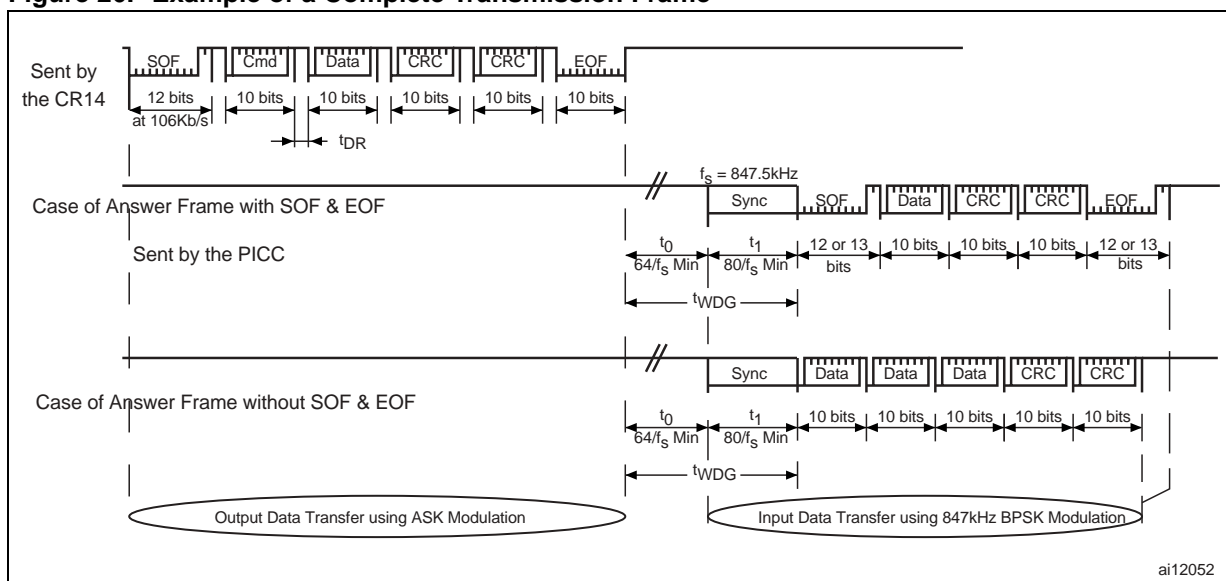 Figure 26. Example of a Complete Transmission Frame
Sent by
the CR14
SOF
Cmd
Data
CRC
CRC
EOF
12 bits
at 106Kb/s
10 bits
10 bits
10 bits
10 bits
10 bits
tDR
fs = 847.5kHz
Case of Answer Frame with SOF & EOF
Sync
SOF
Data
CRC
CRC
EOF
Sent by the PICC
t0
64/fs Min
t1
80/fs Min
12 or 13
bits
10 bits
10 bits
10 bits
12 or 13
bits
tWDG
Sync
Data
Data
Data
CRC
CRC
Case of Answer Frame without SOF & EOF
t0
64/fs Min
t1
80/fs Min
10 bits
10 bits
10 bits
10 bits
10 bits
tWDG
Output Data Transfer using ASK Modulation
Input Data Transfer using 847kHz BPSK Modulation
ai12052